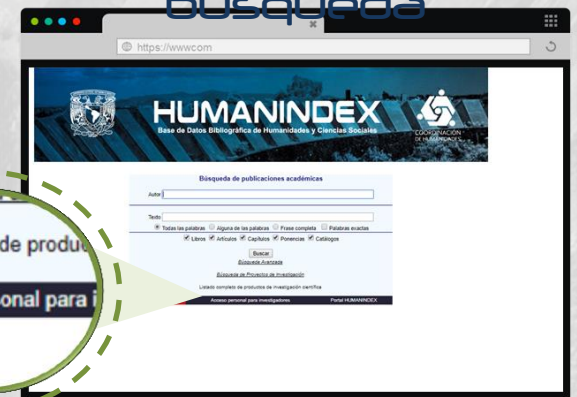 búsqueda
https://wwwcom
HUMANINDEX
Base de Datos Bibliográfica de Humanidades y Ciencias Sociales
COORDINACIÓN
DE HUMANIDADES
Búsqueda de publicaciones académicas
Autor
Texto
Todas las palabras Alguna de las palabras Frase completa Palabras exactas
Libros Artículos Capítulos Ponencias Catálogos
Buscar
Búsqueda Avanzada
Búsqueda de Proyectos de Investigación
Listado completo de productos de investigación científica
Acceso personal para investigadores Portal HUMANINDEX
de produc
onal para i